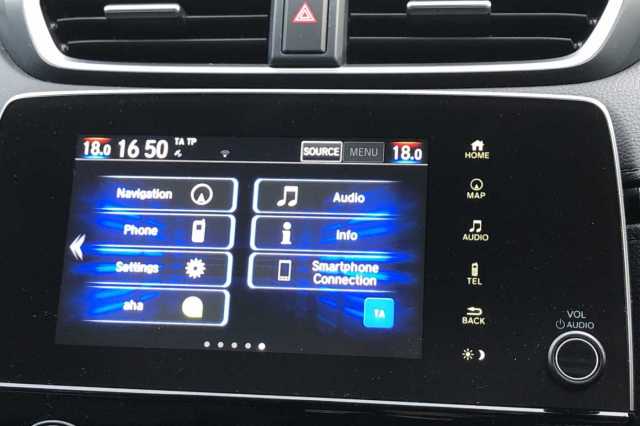 18.0 16 50 TA TP SOURCE MENU 18.0
Navigation
Audio
Phone
Info
Settings
Smartphone
Connection
aha
TA
HOME
MAP
AUDIO
TEL
BACK
VOL
AUDIO